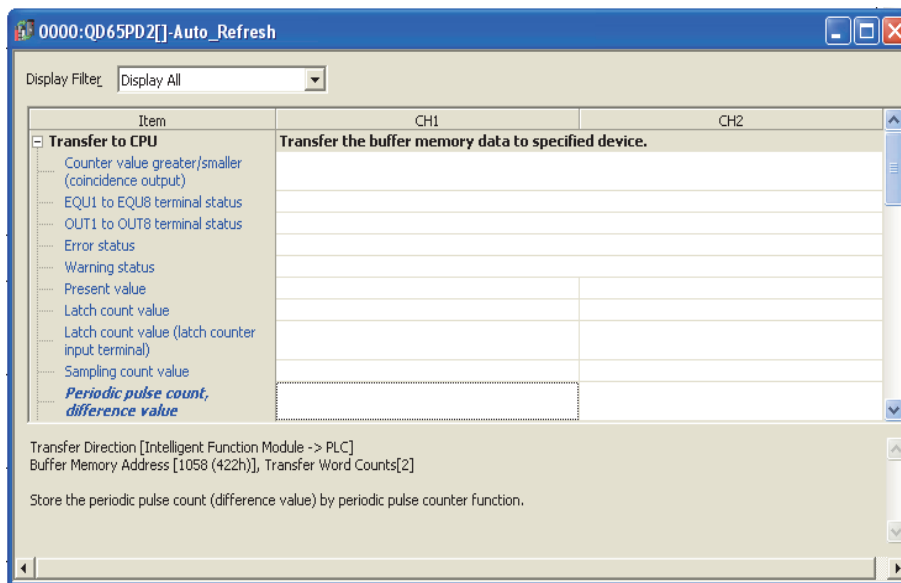 0000:QD65PD2[]-Auto_Refresh
Display Filter Display All
Item CH1 CH2
Transfer to CPU Transfer the buffer memory data to specified device.
Counter value greater/smaller
(coincidence output)
EQU1 to EQU8 terminal status
OUT1 to OUT8 terminal status
Error status
Warning status
Present value
Latch count value
Latch count value (latch counter
input terminal)
Sampling count value
Periodic pulse count,
difference value
Transfer Direction [Intelligent Function Module -> PLC]
Buffer Memory Address [1058 (422h)], Transfer Word Counts[2]
Store the periodic pulse count (difference value) by periodic pulse counter function.